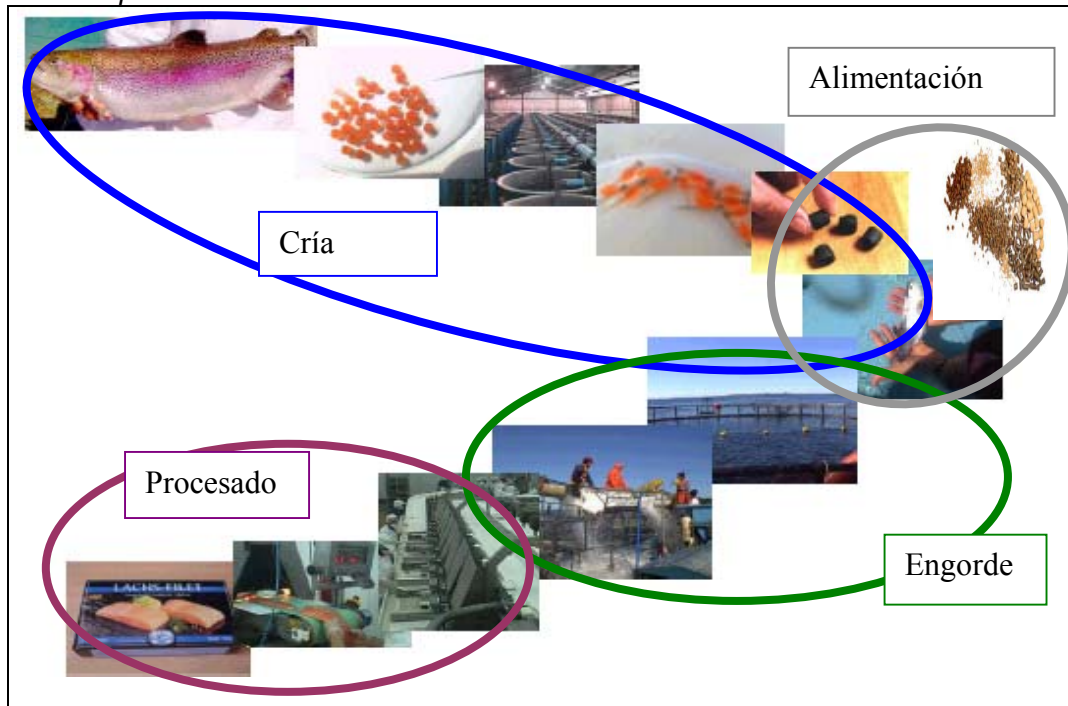 Alimentación
Cría
Procesado
Engorde
LACHS-FILET